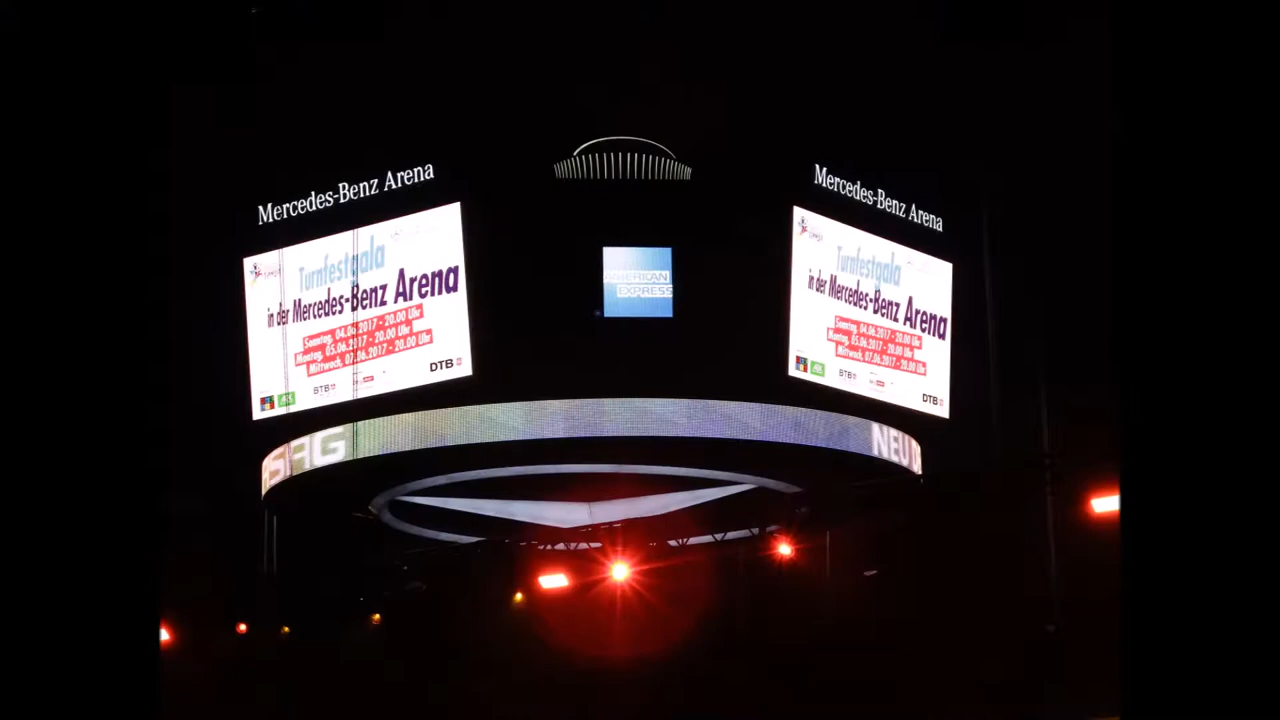 Mercedes-Benz Arena
Turnfestgala
in der Mercedes-Benz Arena
Sonntag, 04.06.2017 - 20.00 Uhr
Montag, 05.06.2017 - 20.00 Uhr
Mittwoch, 07.06.2017 - 20.00 Uhr
BTB
DTB
AMERICAN
EXPRESS
Mercedes-Benz Arena
Turnfestgala
in der Mercedes-Benz Arena
Sonntag, 04.06.2017 - 20.00 Uhr
Montag, 05.06.2017 - 20.00 Uhr
Mittwoch, 07.06.2017 - 20.00 Uhr
BTB
DTB
NEU